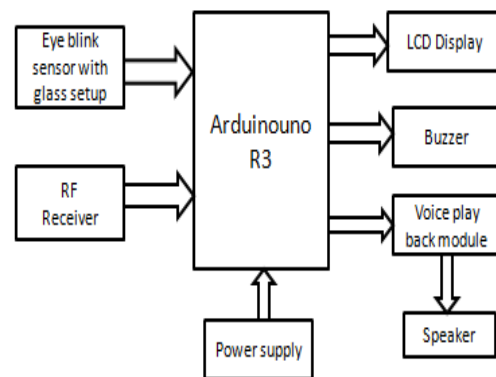 Eye blink
sensor with
glass setup
RF
Receiver
Arduinouno
R3
Power supply
LCD Display
Buzzer
Voice play
back module
Speaker